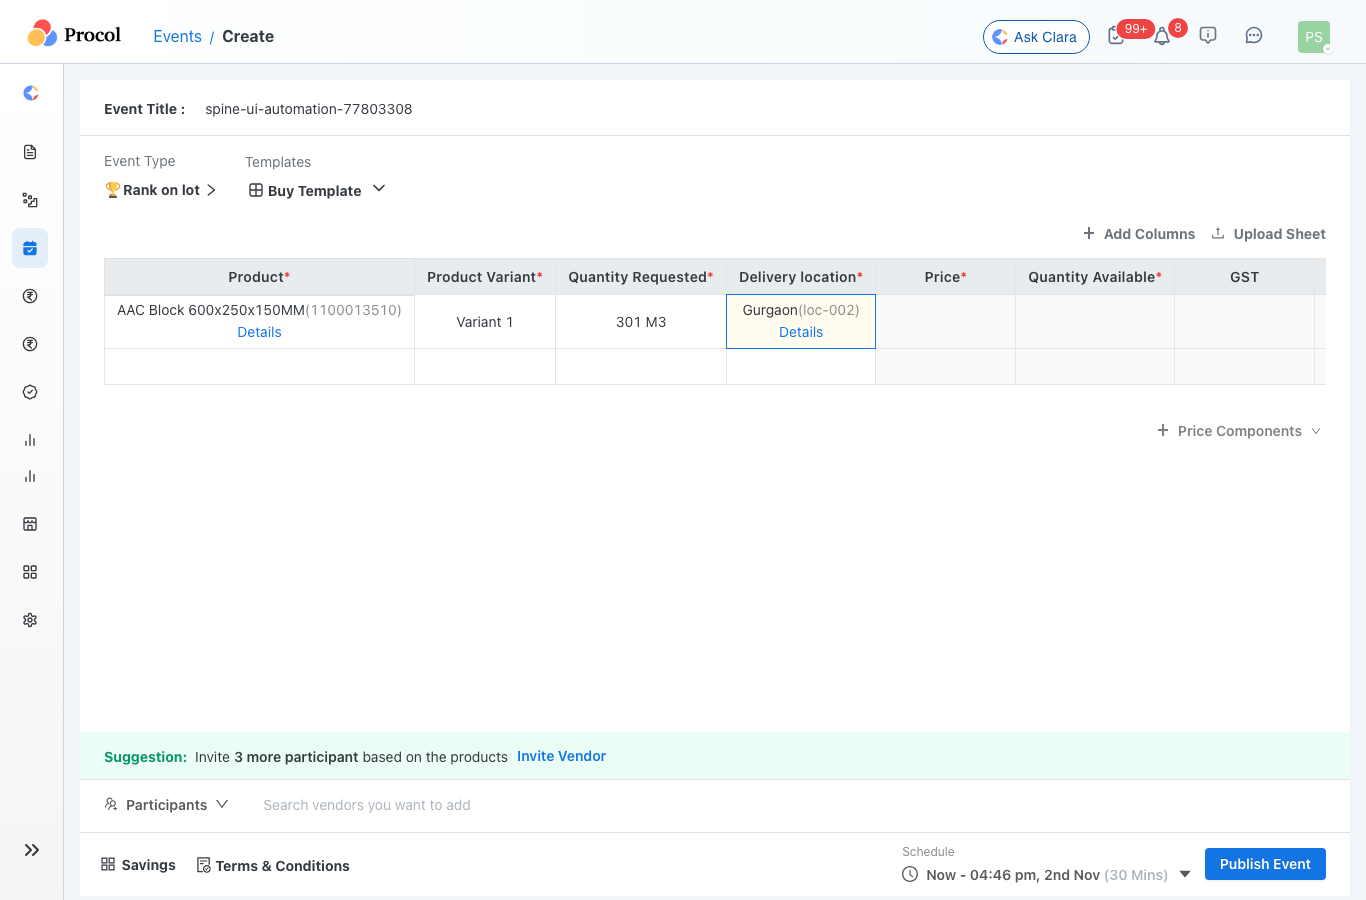 Procol
Events / Create
Ask Clara
99+
8
PS
Event Title : spine-ui-automation-77803308
Event Type
Templates
Rank on lot
Buy Template
Add Columns
Upload Sheet
Product* Product Variant* Quantity Requested* Delivery location* Price* Quantity Available* GST
AAC Block 600x250x150MM(1100013510)
Details
Variant 1
301 M3
Gurgaon(loc-002)
Details
Price Components
Suggestion: Invite 3 more participant based on the products Invite Vendor
Participants
Search vendors you want to add
Savings
Terms & Conditions
Schedule
Now - 04:46 pm, 2nd Nov (30 Mins)
Publish Event